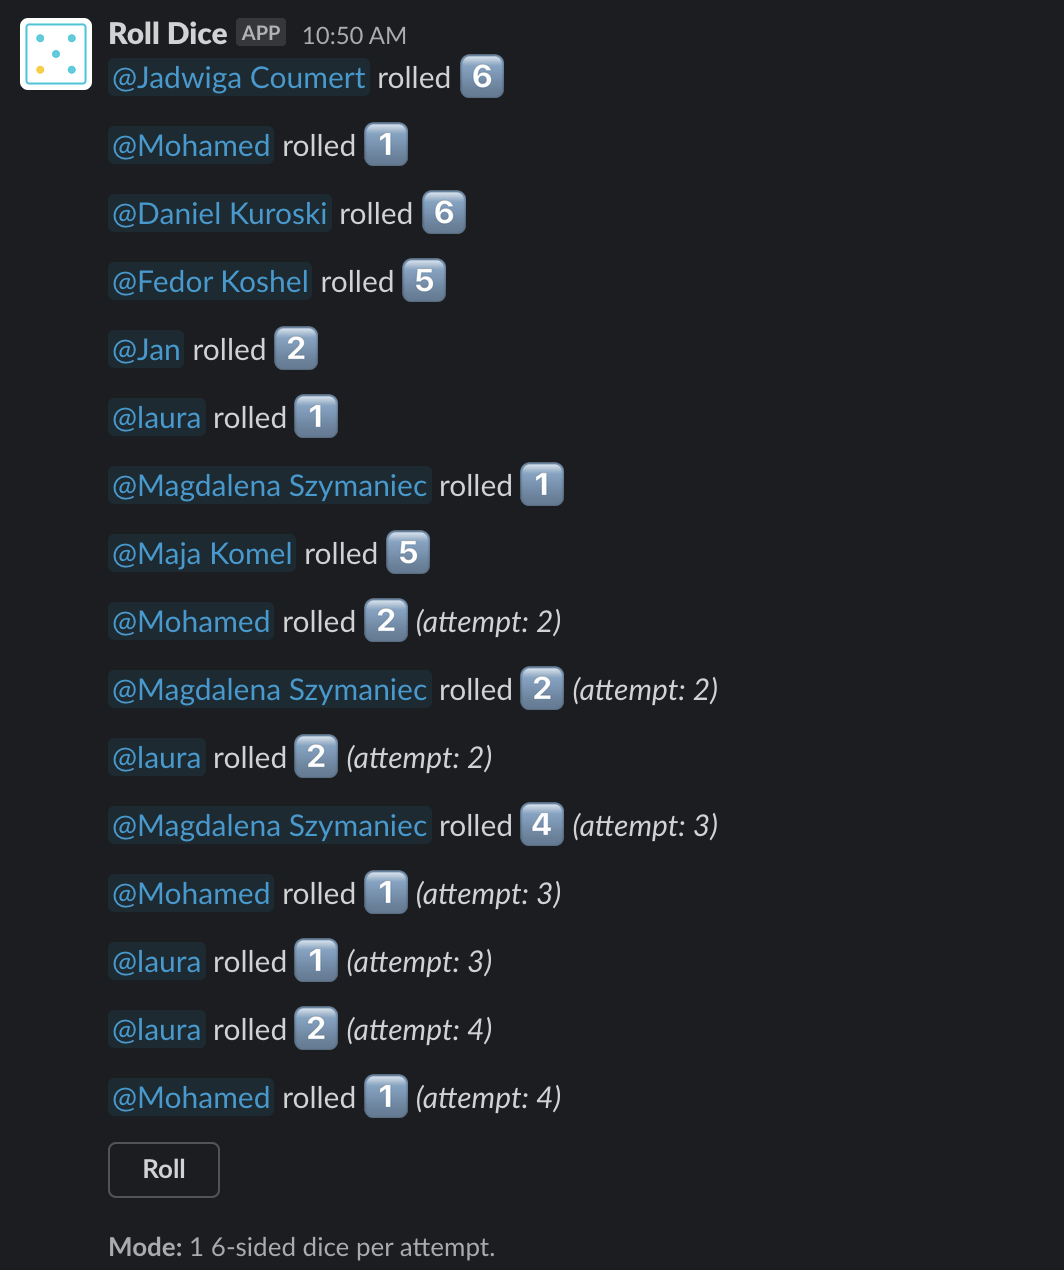 Roll Dice APP 10:50 AM
@Jadwiga Coumert rolled 6
@Mohamed rolled 1
@Daniel Kuroski rolled 6
@Fedor Koshel rolled 5
@Jan rolled 2
@laura rolled 1
@Magdalena Szymaniec rolled 1
@Maja Komel rolled 5
@Mohamed rolled 2 (attempt: 2)
@Magdalena Szymaniec rolled 2 (attempt: 2)
@laura rolled 2 (attempt: 2)
@Magdalena Szymaniec rolled 4 (attempt: 3)
@Mohamed rolled 1 (attempt: 3)
@laura rolled 1 (attempt: 3)
@laura rolled 2 (attempt: 4)
@Mohamed rolled 1 (attempt: 4)
Roll
Mode: 1 6-sided dice per attempt.